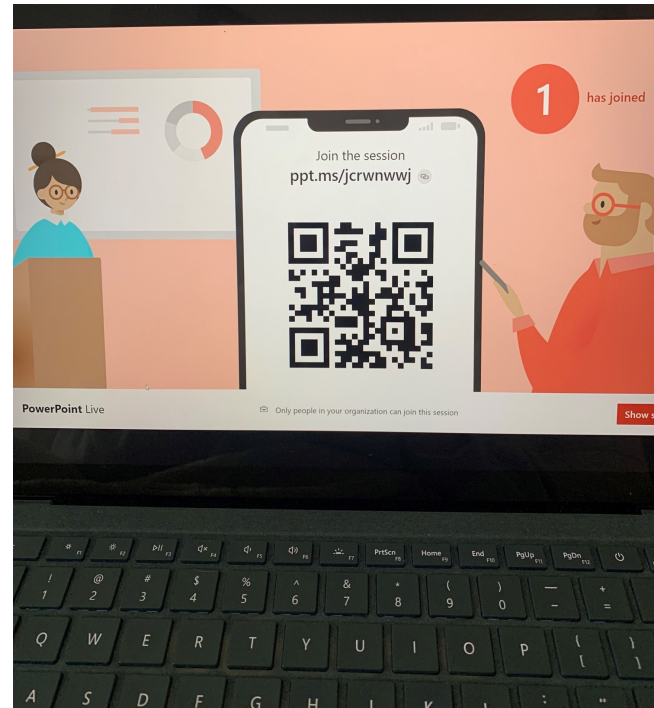 1 has joined
Join the session
ppt.ms/jcrwnwwj
PowerPoint Live
Only people in your organization can join this session
Show
F1 F2 F3 F4 F5 F6 F7 PrtScn F8 Home F9 End F10 PgUp F11 PgDn F12
! @ # $ % ^ & * ( ) — +
1 2 3 4 5 6 7 8 9 0 - =
Q W E R T Y U I O P { [ } ]
A S D F G H J K L : "